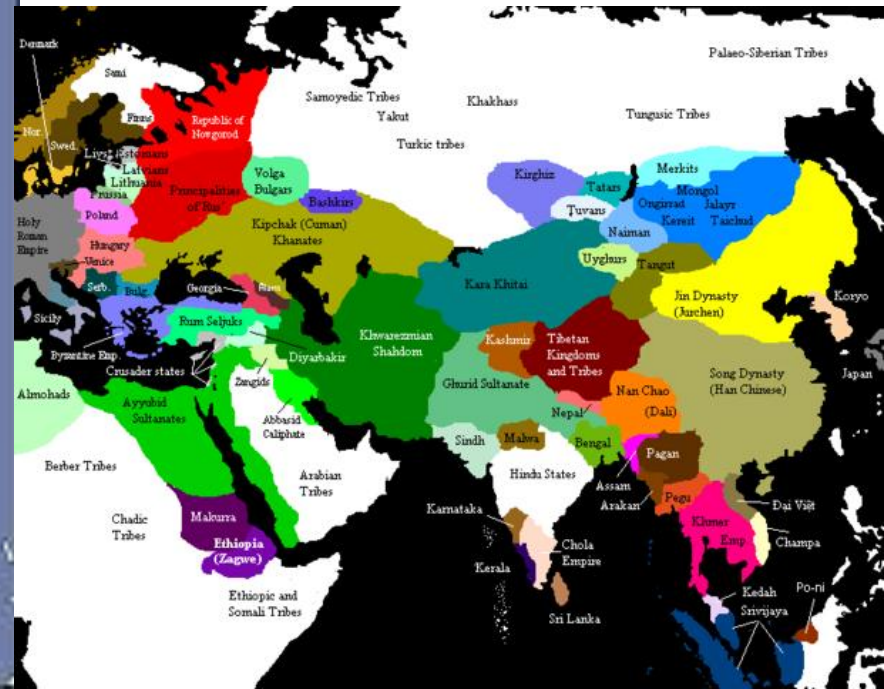 Denmark
Sami
Nor.
Swed.
Finns
Livs
Estonians
Latvians
Lithuania
Prussia
Republic of
Novgorod
Principalities
of Rus'
Samoyedic Tribes
Yakut
Khakhass
Turkic tribes
Palaeo-Siberian Tribes
Tungusic Tribes
Volga
Bulgars
Bashkirs
Kirghiz
Tatars
Tuvans
Merkits
Mongol
Ongirrad
Jalayr
Kereit
Taichud
Naiman
Uyghurs
Tangut
Holy
Roman
Empire
Poland
Hungary
Venice
Serb.
Bulg.
Sicily
Byzantine Emp.
Kipchak (Cuman)
Khanates
Georgia
Rum Seljuks
Crusader states
Diyarbakir
Zangids
Abbasid
Caliphate
Khwarezmian
Shahdom
Kara Khitai
Kashmir
Tibetan
Kingdoms
and Tribes
Jin Dynasty
(Jurchen)
Koryo
Japan
Song Dynasty
(Han Chinese)
Almohads
Ayyubid
Sultanates
Berber Tribes
Arabian
Tribes
Chadic
Tribes
Makurra
Ethiopia
(Zagwe)
Ethiopic and
Somali Tribes
Ghurid Sultanate
Sindh
Malwa
Nepal
Bengal
Nan Chao
(Dali)
Hindu States
Assam
Arakan
Pagan
Pegu
Khmer
Emp
Đại Việt
Champa
Karnataka
Kerala
Chola
Empire
Sri Lanka
Kedah
Srivijaya
Po-ni